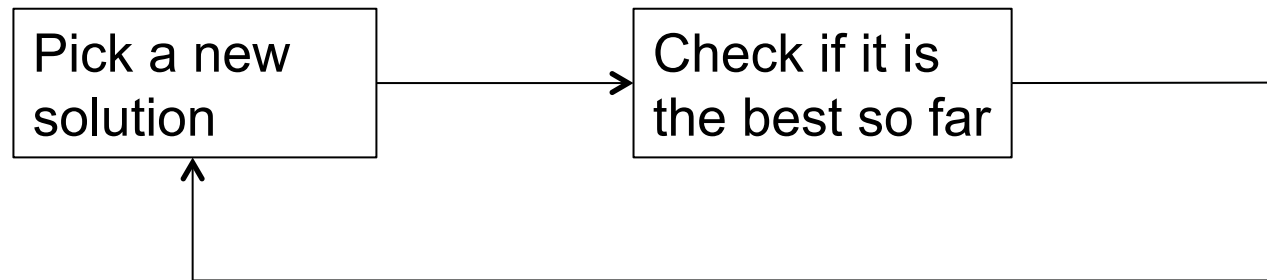 Pick a new
solution
Check if it is
the best so far